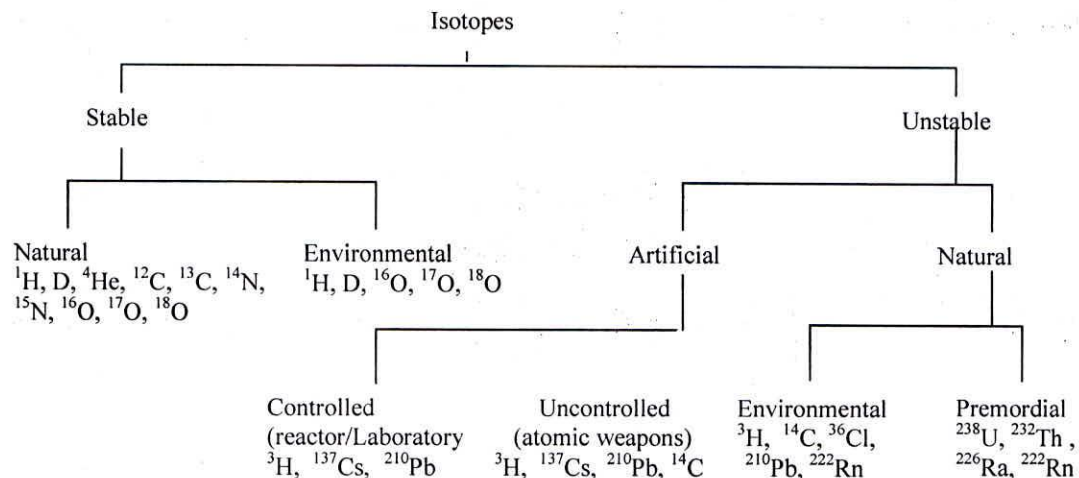 Isotopes
Stable
Unstable
Natural
¹H, D, ⁴He, ¹²C, ¹³C, ¹⁴N,
¹⁵N, ¹⁶O, ¹⁷O, ¹⁸O
Environmental
¹H, D, ¹⁶O, ¹⁷O, ¹⁸O
Artificial
Natural
Controlled
(reactor/Laboratory
³H, ¹³⁷Cs, ²¹⁰Pb
Uncontrolled
(atomic weapons)
³H, ¹³⁷Cs, ²¹⁰Pb, ¹⁴C
Environmental
³H, ¹⁴C, ³⁶Cl,
²¹⁰Pb, ²²²Rn
Premordial
²³⁸U, ²³²Th ,
²²⁶Ra, ²²²Rn